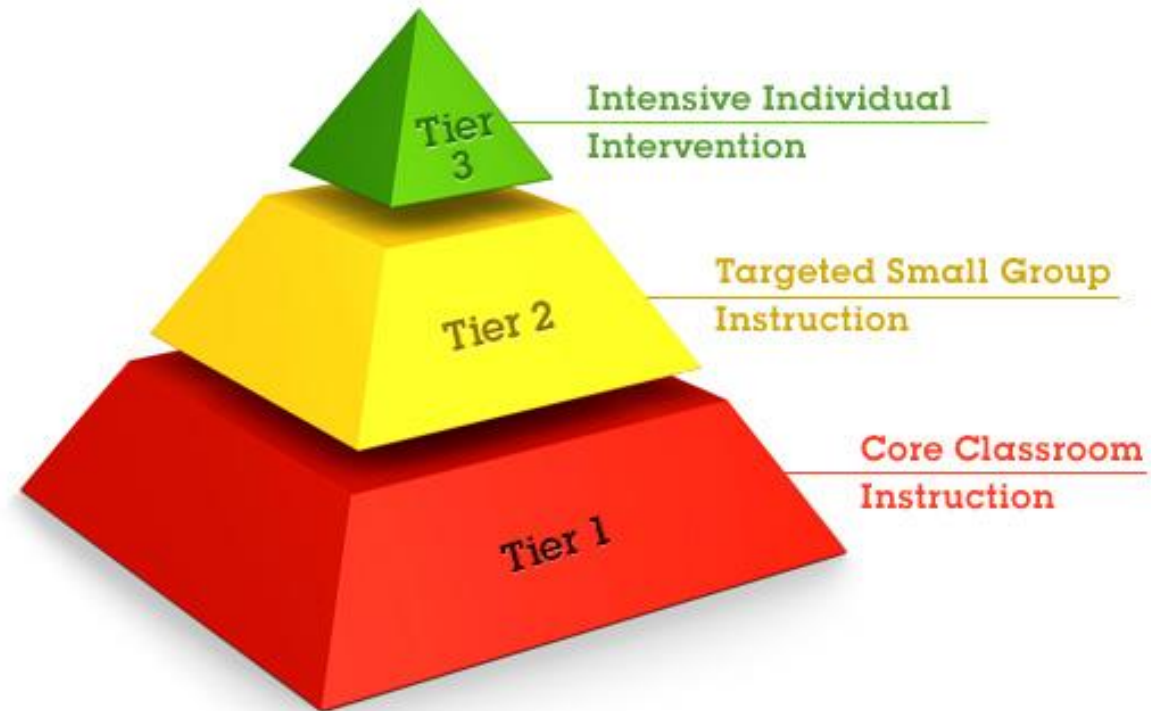 Tier
3
Intensive Individual
Intervention
Tier 2
Targeted Small Group
Instruction
Tier 1
Core Classroom
Instruction